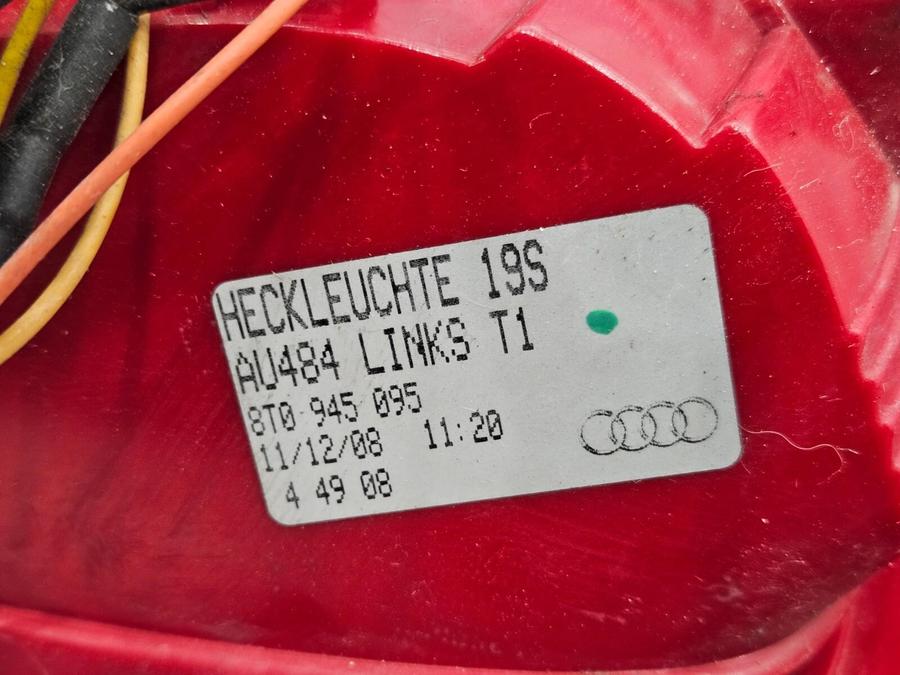 HECKLEUCHTE 19S
AU484 LINKS T1
8T0 945 095
11/12/08 11:20
4 49 08